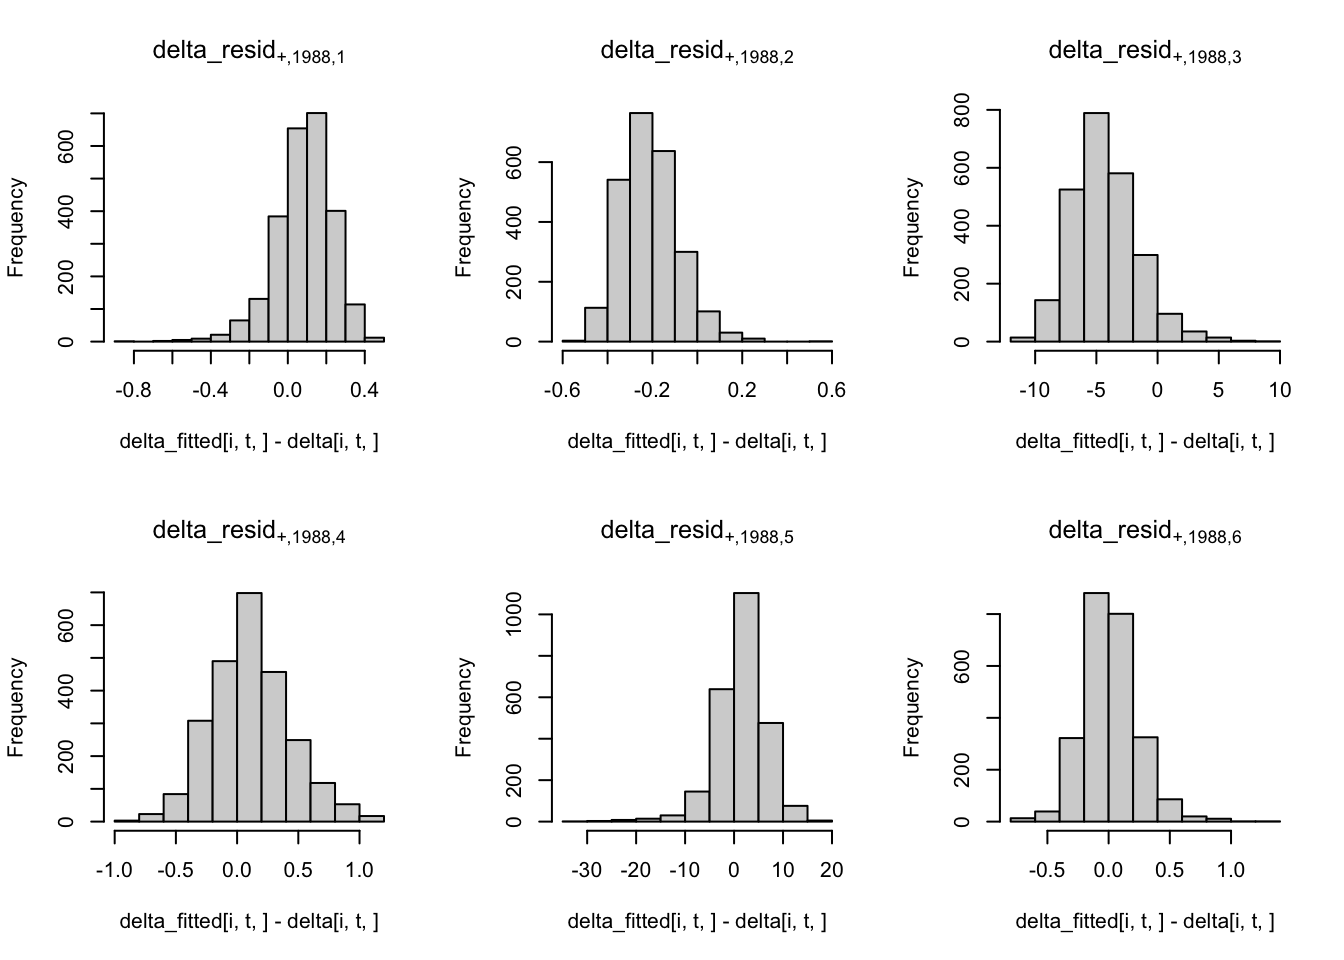 delta_resid+,1988,1
Frequency
0 200 400 600
-0.8 -0.4 0.0 0.4
delta_fitted[i, t, ] - delta[i, t, ]
delta_resid+,1988,2
Frequency
0 200 400 600
-0.6 -0.2 0.2 0.6
delta_fitted[i, t, ] - delta[i, t, ]
delta_resid+,1988,3
Frequency
0 200 400 600 800
-10 -5 0 5 10
delta_fitted[i, t, ] - delta[i, t, ]
delta_resid+,1988,4
Frequency
0 200 400 600
-1.0 -0.5 0.0 0.5 1.0
delta_fitted[i, t, ] - delta[i, t, ]
delta_resid+,1988,5
Frequency
0 200 600 1000
-30 -20 -10 0 10 20
delta_fitted[i, t, ] - delta[i, t, ]
delta_resid+,1988,6
Frequency
0 200 600
-0.5 0.0 0.5 1.0
delta_fitted[i, t, ] - delta[i, t, ]